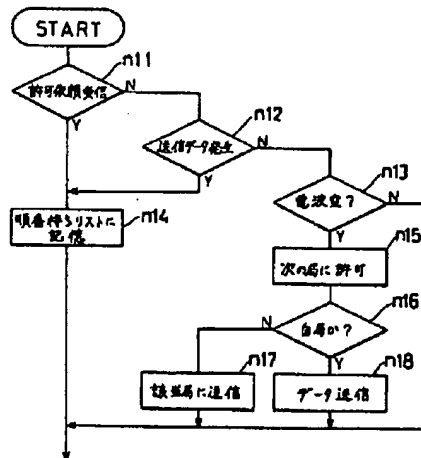 START
n11
許可依頼受信
N
n12
Y
送信データ発生
N
Y
n13
電波空?
N
n14
順番待ちリストに
記信
Y
n15
次の局に許可
n16
N
自局か?
n17
Y
n18
該当局に送信
データ送信